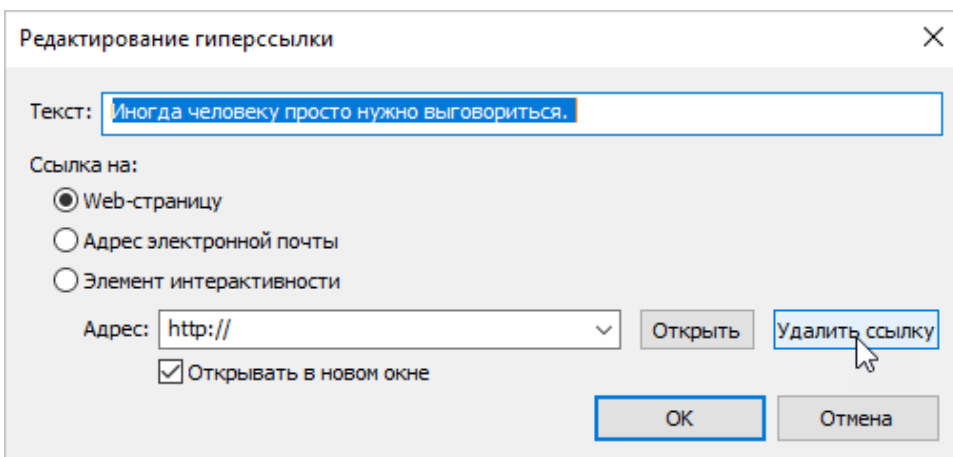 Редактирование гиперссылки
Текст: Иногда человеку просто нужно выговориться.
Ссылка на:
Web-страницу
Адрес электронной почты
Элемент интерактивности
Адрес: http:// Открыть Удалить ссылку
Открывать в новом окне
ОК Отмена